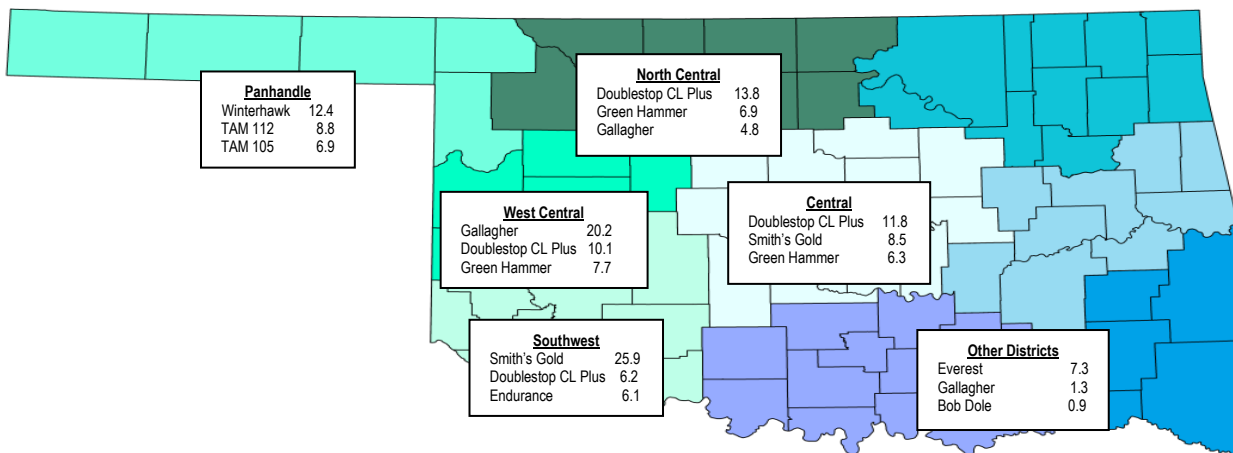 Panhandle
Winterhawk 12.4
TAM 112 8.8
TAM 105 6.9
North Central
Doublestop CL Plus 13.8
Green Hammer 6.9
Gallagher 4.8
West Central
Gallagher 20.2
Doublestop CL Plus 10.1
Green Hammer 7.7
Central
Doublestop CL Plus 11.8
Smith's Gold 8.5
Green Hammer 6.3
Southwest
Smith's Gold 25.9
Doublestop CL Plus 6.2
Endurance 6.1
Other Districts
Everest 7.3
Gallagher 1.3
Bob Dole 0.9